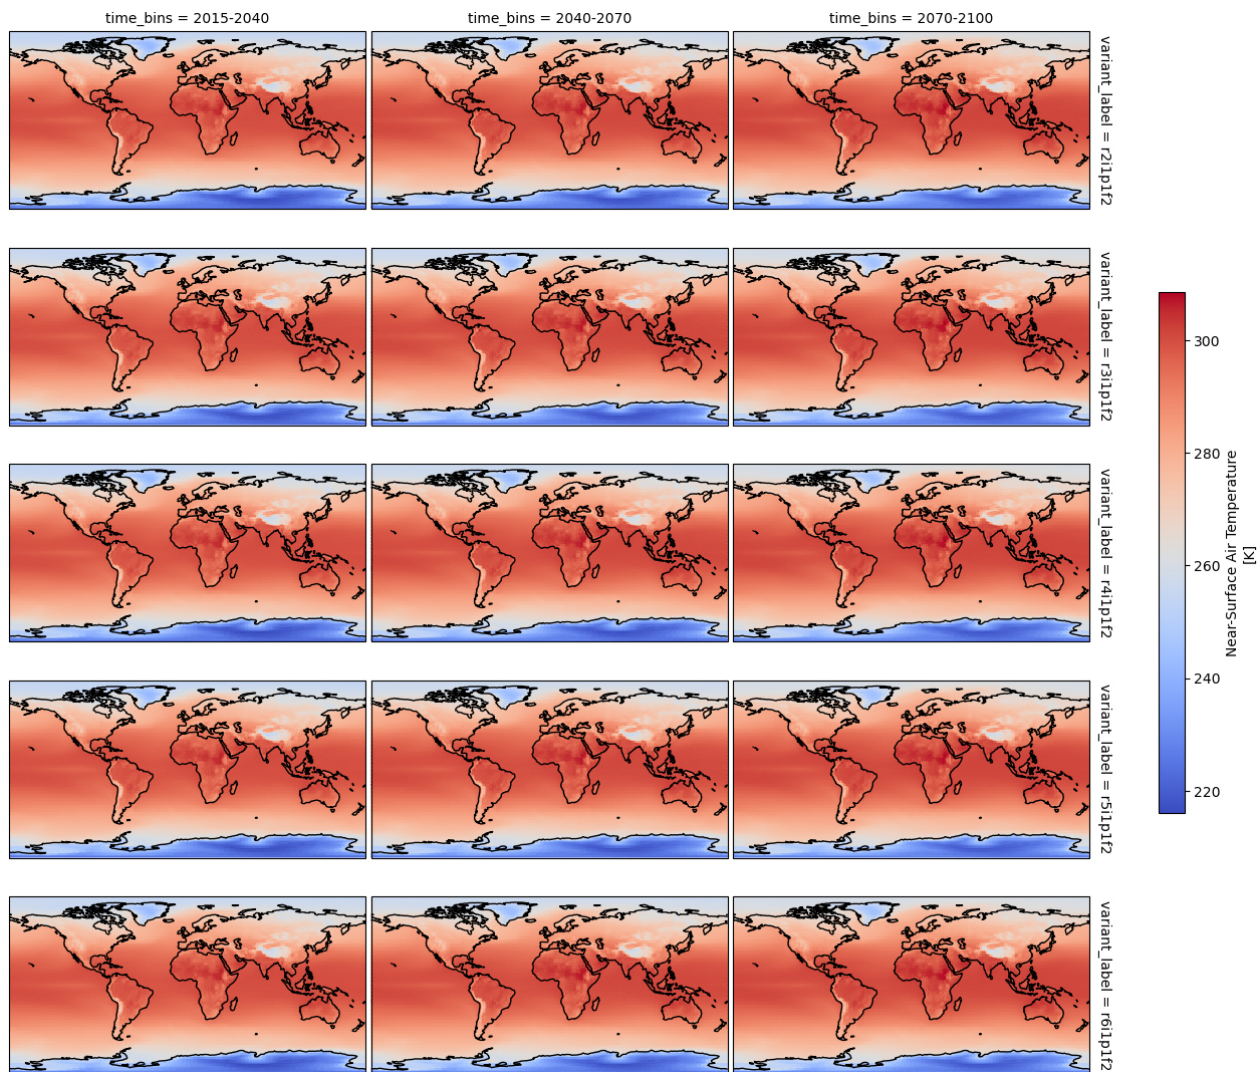 time_bins = 2015-2040
time_bins = 2040-2070
time_bins = 2070-2100
variant_label = r2i1p1f2
variant_label = r3i1p1f2
variant_label = r4i1p1f2
variant_label = r5i1p1f2
variant_label = r6i1p1f2
300
280
260
240
220
Near-Surface Air Temperature
[K]